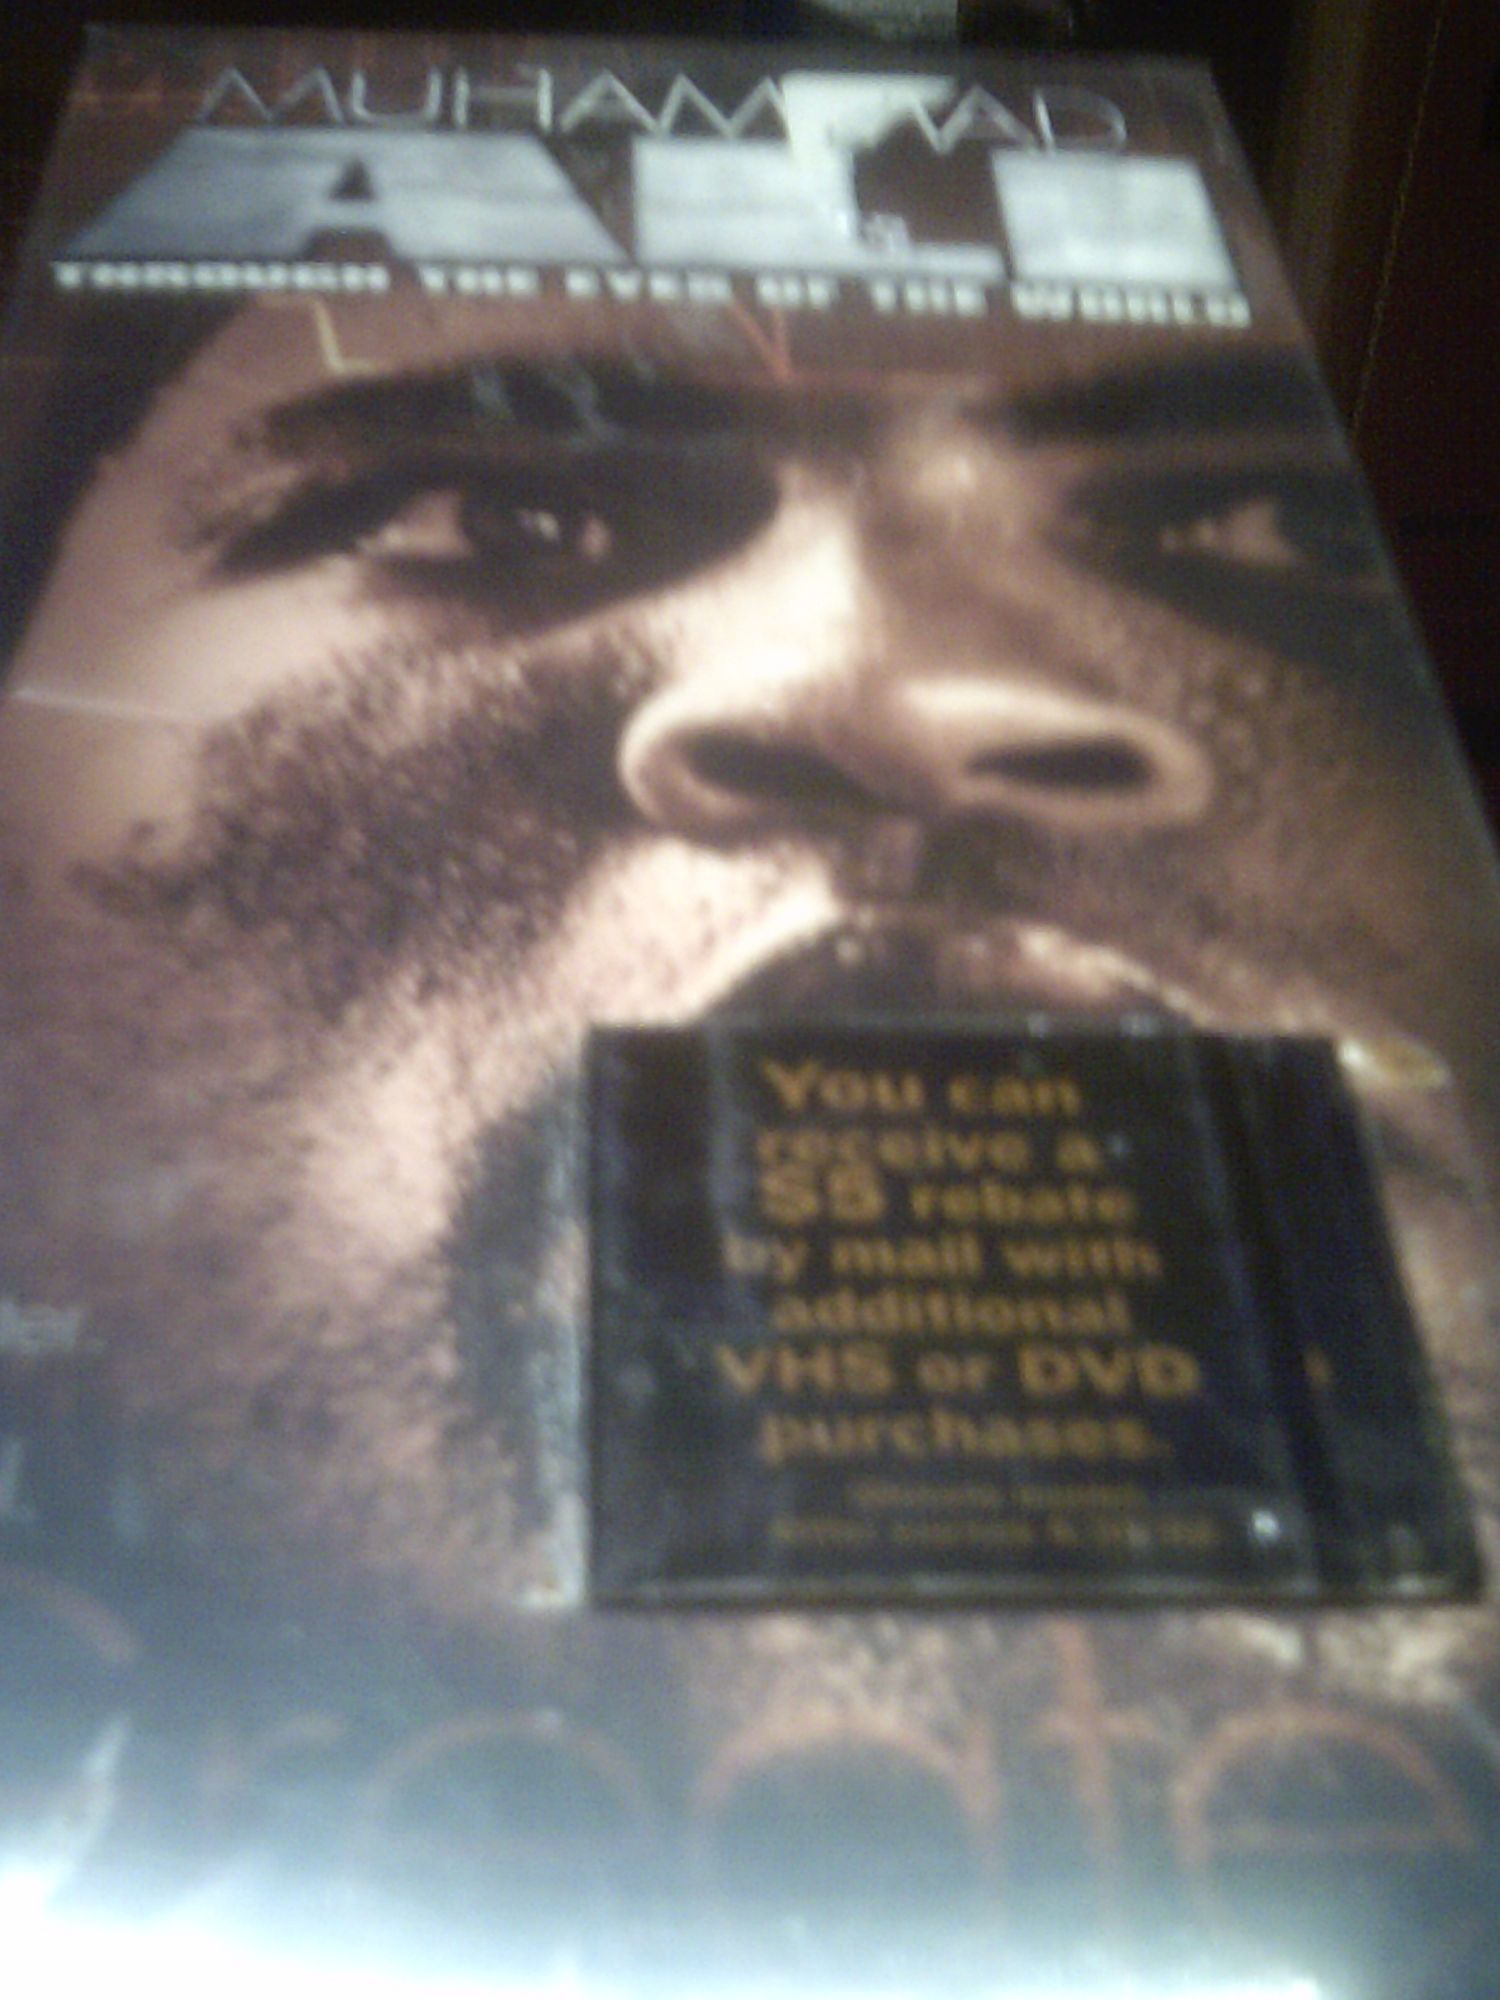 MUHAMMAD
ALI
THROUGH THE EYES OF THE WORLD
You can
receive a
$5 rebate
by mail with
additional
VHS or DVD
purchases.